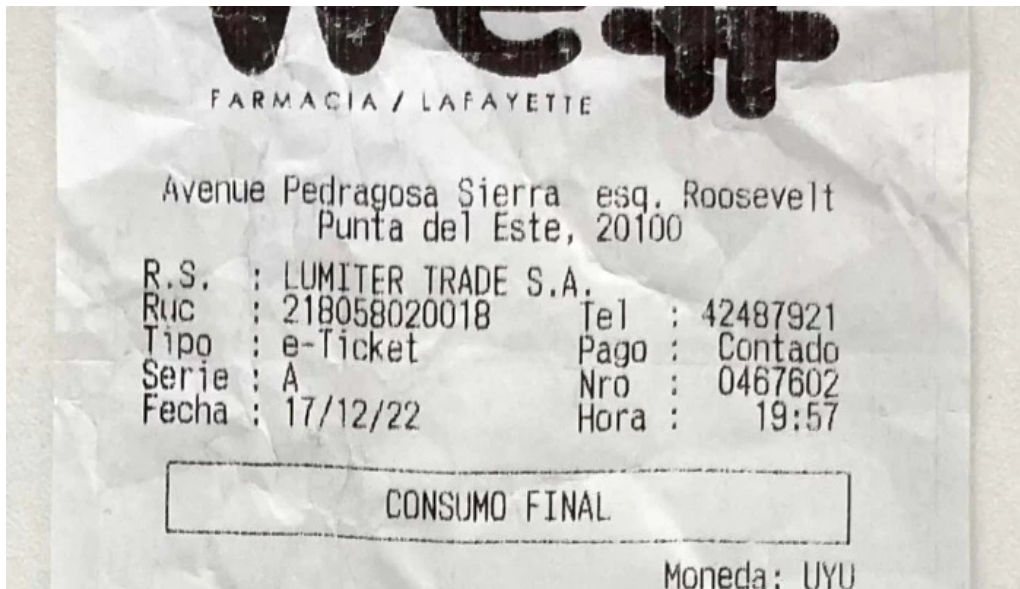 FARMACIA / LAFAYETTE
Avenue Pedragosa Sierra esq. Roosevelt
Punta del Este, 20100
R.S. : LUMITER TRADE S.A.
Ruc : 218058020018 Tel : 42487921
Tipo : e-Ticket Pago : Contado
Serie : A Nro : 0467602
Fecha : 17/12/22 Hora : 19:57
CONSUMO FINAL
Moneda: UYU